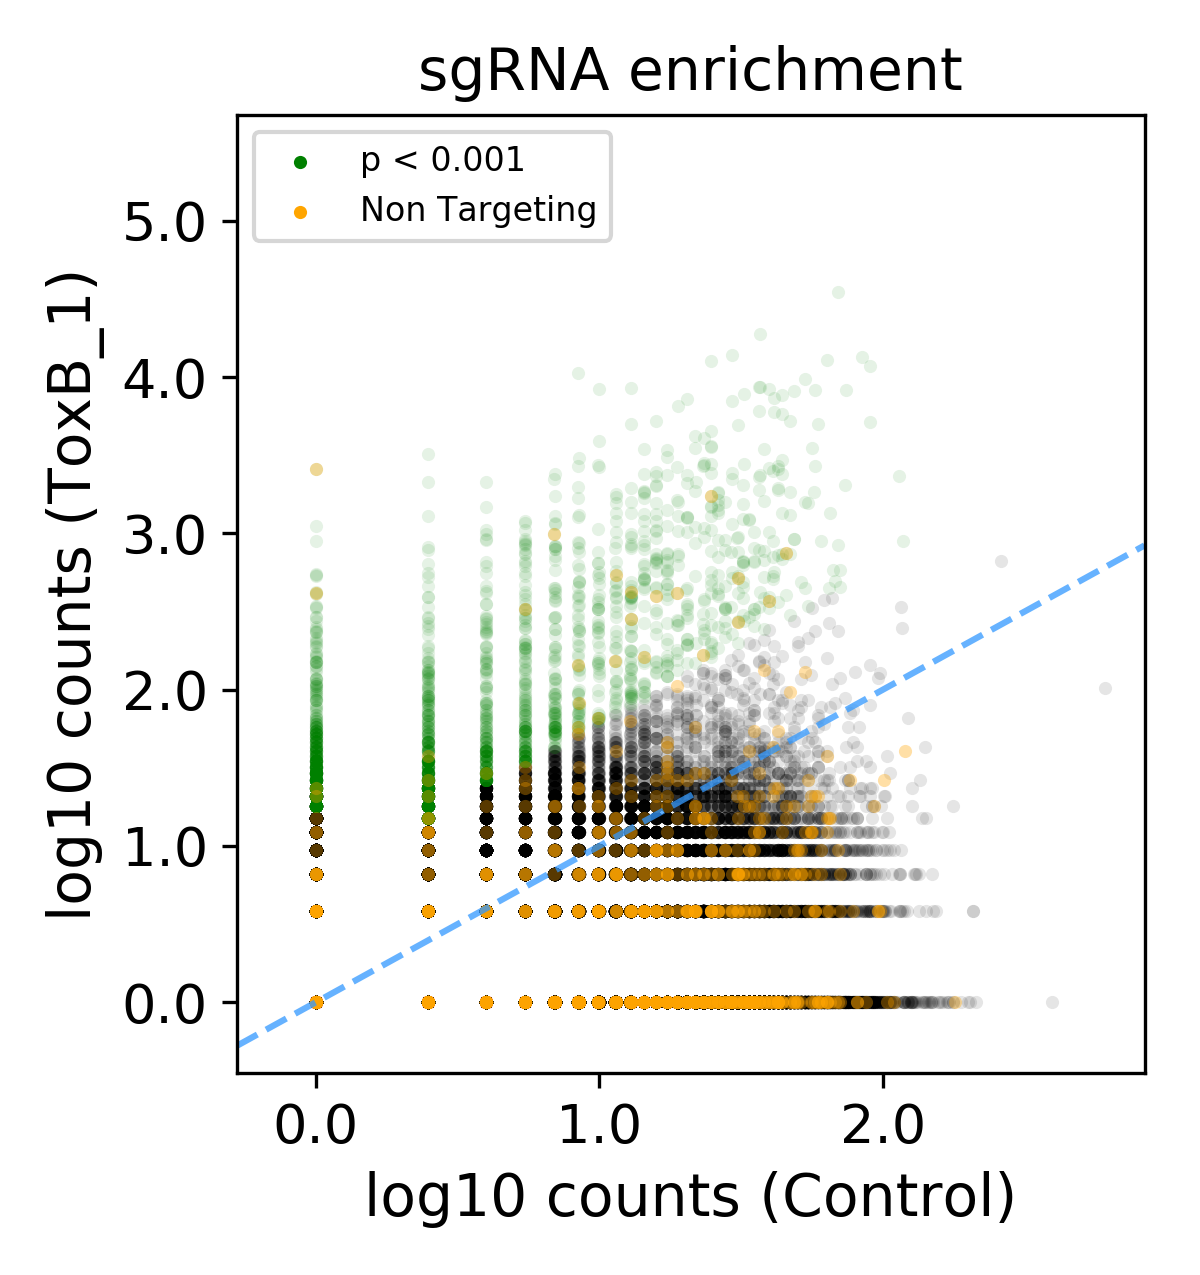 sgRNA enrichment
p < 0.001
Non Targeting
5.0
4.0
3.0
2.0
1.0
0.0
log10 counts (ToxB_1)
0.0 1.0 2.0
log10 counts (Control)